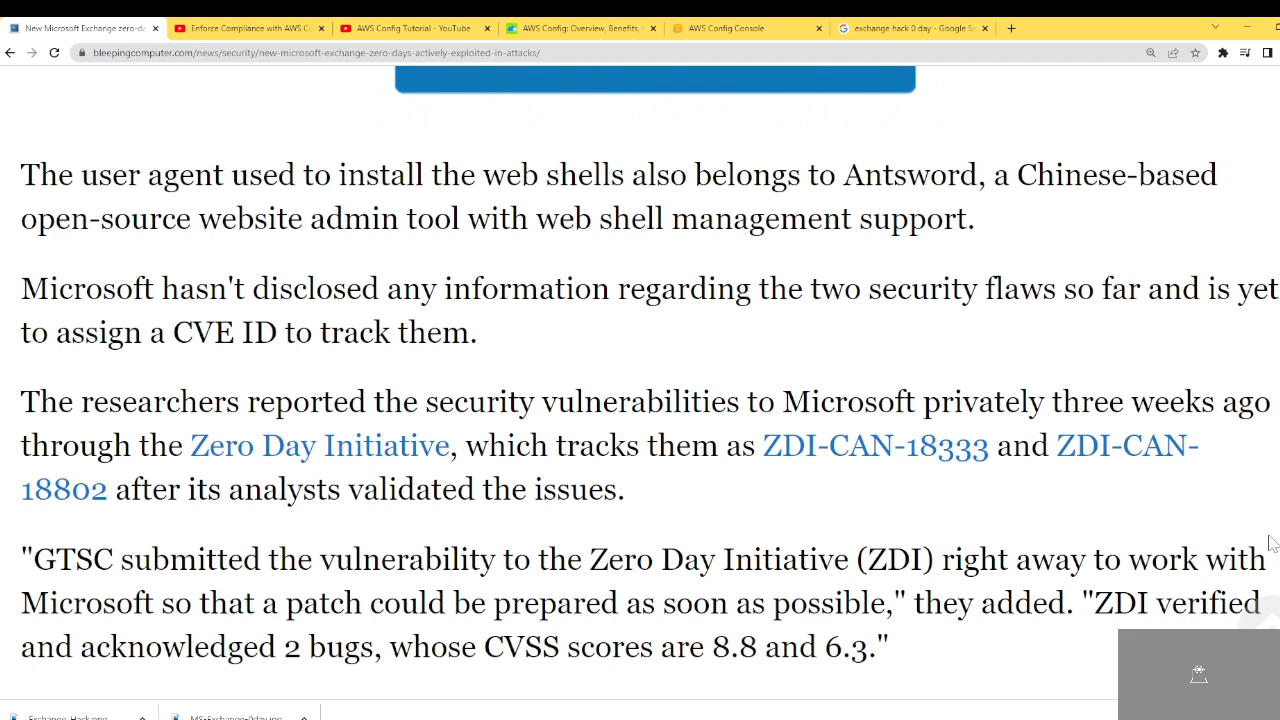 New Microsoft Exchange zero-da
Enforce Compliance with AWS Co
AWS Config Tutorial - YouTube
AWS Config: Overview, Benefits,
AWS Config Console
exchange hack 0 day - Google Se
bleepingcomputer.com/news/security/new-microsoft-exchange-zero-days-actively-exploited-in-attacks/
The user agent used to install the web shells also belongs to Antsword, a Chinese-based
open-source website admin tool with web shell management support.
Microsoft hasn't disclosed any information regarding the two security flaws so far and is yet
to assign a CVE ID to track them.
The researchers reported the security vulnerabilities to Microsoft privately three weeks ago
through the Zero Day Initiative, which tracks them as ZDI-CAN-18333 and ZDI-CAN-
18802 after its analysts validated the issues.
"GTSC submitted the vulnerability to the Zero Day Initiative (ZDI) right away to work with
Microsoft so that a patch could be prepared as soon as possible," they added. "ZDI verified
and acknowledged 2 bugs, whose CVSS scores are 8.8 and 6.3."
Exchange_Hack.png
MS-Exchange-0day.jpg